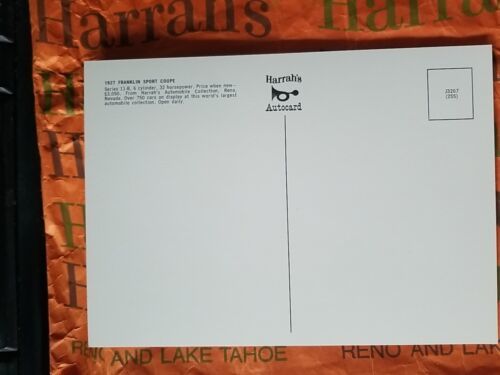 Harrah's
Harrah's
1927 FRANKLIN SPORT COUPE
Series 11-B, 6 cylinder, 32 horsepower. Price when new—
$3,050. From Harrah's Automobile Collection, Reno,
Nevada. Over 750 cars on display at this world's largest
automobile collection. Open daily.
Harrah's
Autocard
J3267
(255)
RENO AND LAKE TAHOE
RENO AND LAK